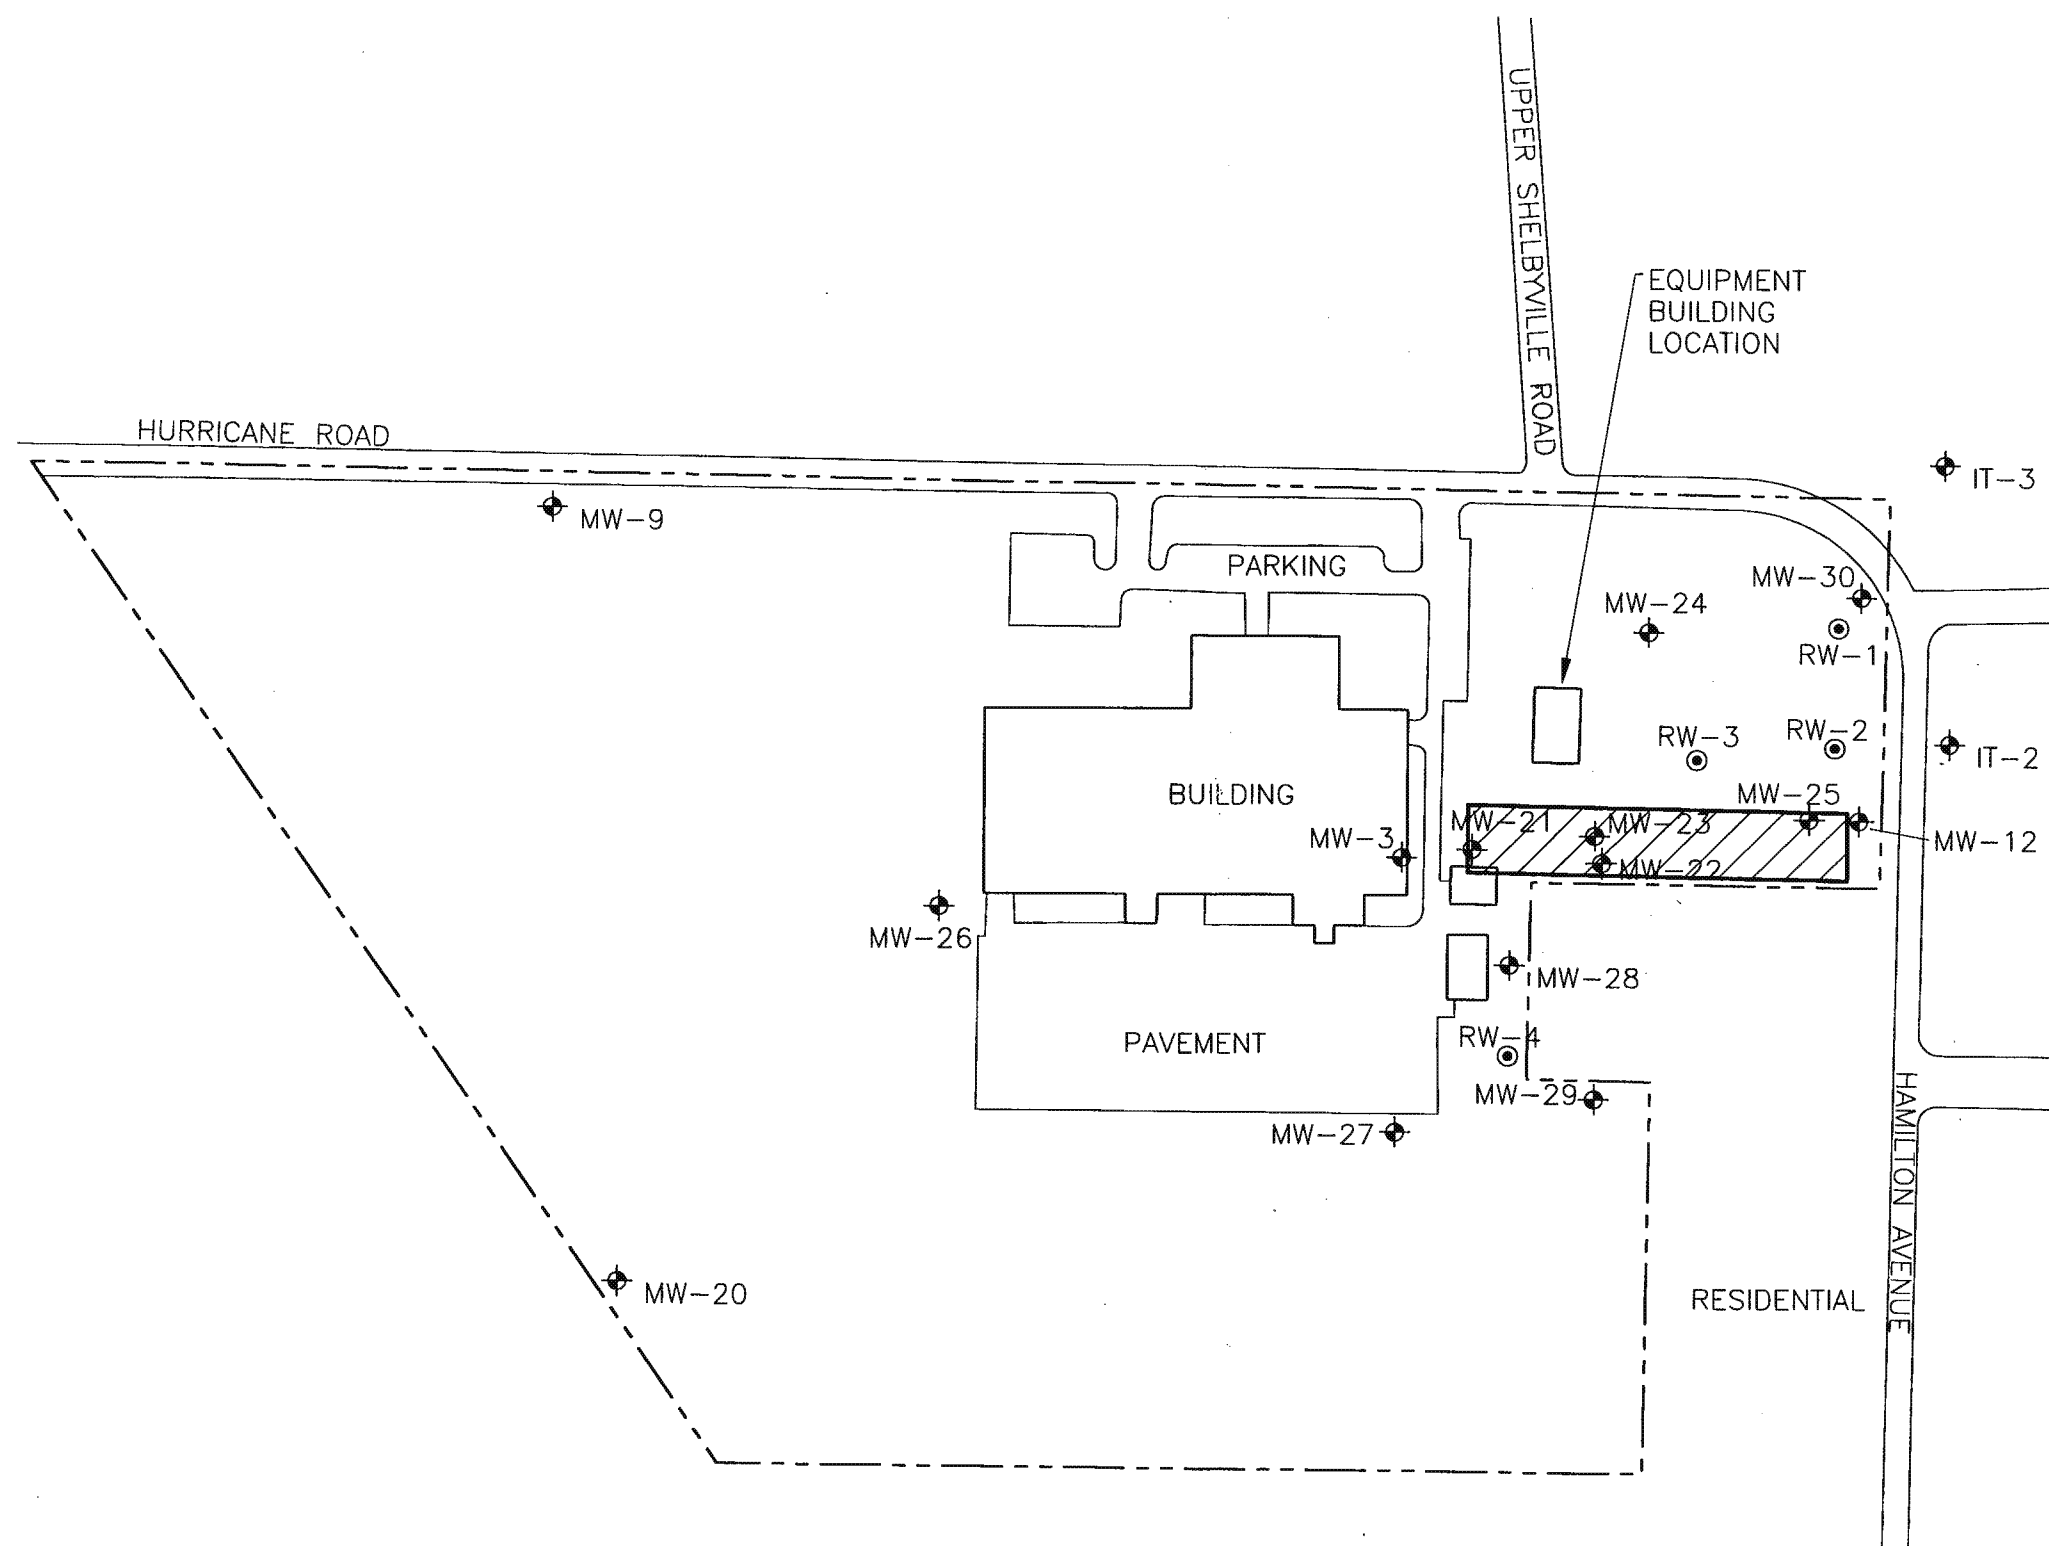 UPPER SHELBYVILLE ROAD
EQUIPMENT
BUILDING
LOCATION
HURRICANE ROAD
IT-3
MW-9
PARKING
MW-30
MW-24
RW-1
RW-2
RW-3
IT-2
BUILDING
MW-25
MW-21
MW-23
MW-3
MW-12
MW-22
MW-26
MW-28
RW-4
PAVEMENT
MW-29
MW-27
HAMILTON AVENUE
MW-20
RESIDENTIAL